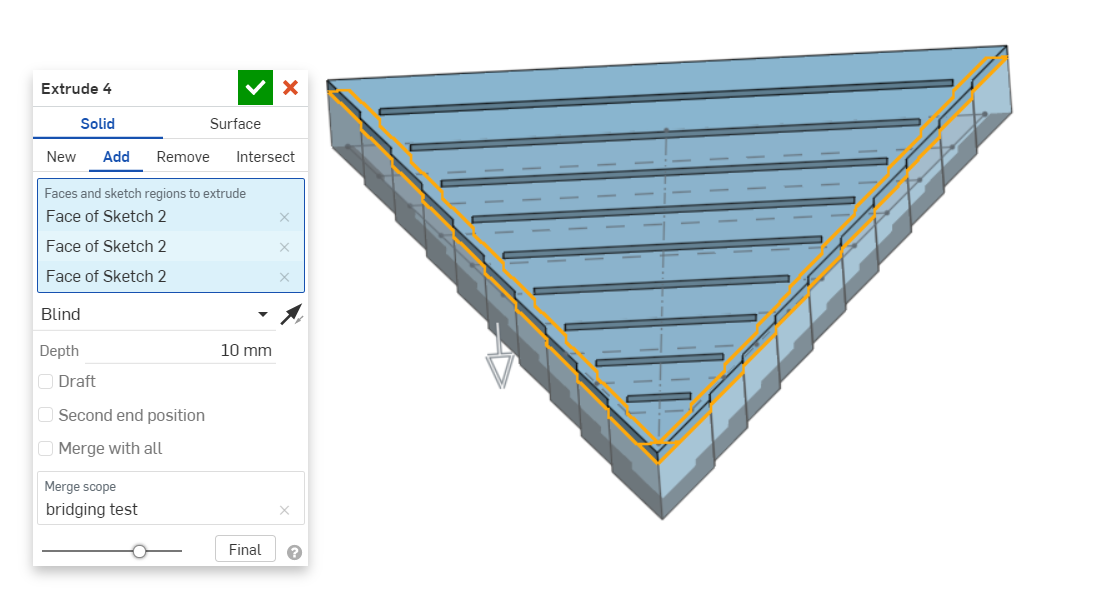 Extrude 4
Solid Surface
New Add Remove Intersect
Faces and sketch regions to extrude
Face of Sketch 2
Face of Sketch 2
Face of Sketch 2
Blind
Depth 10 mm
Draft
Second end position
Merge with all
Merge scope
bridging test
Final ?